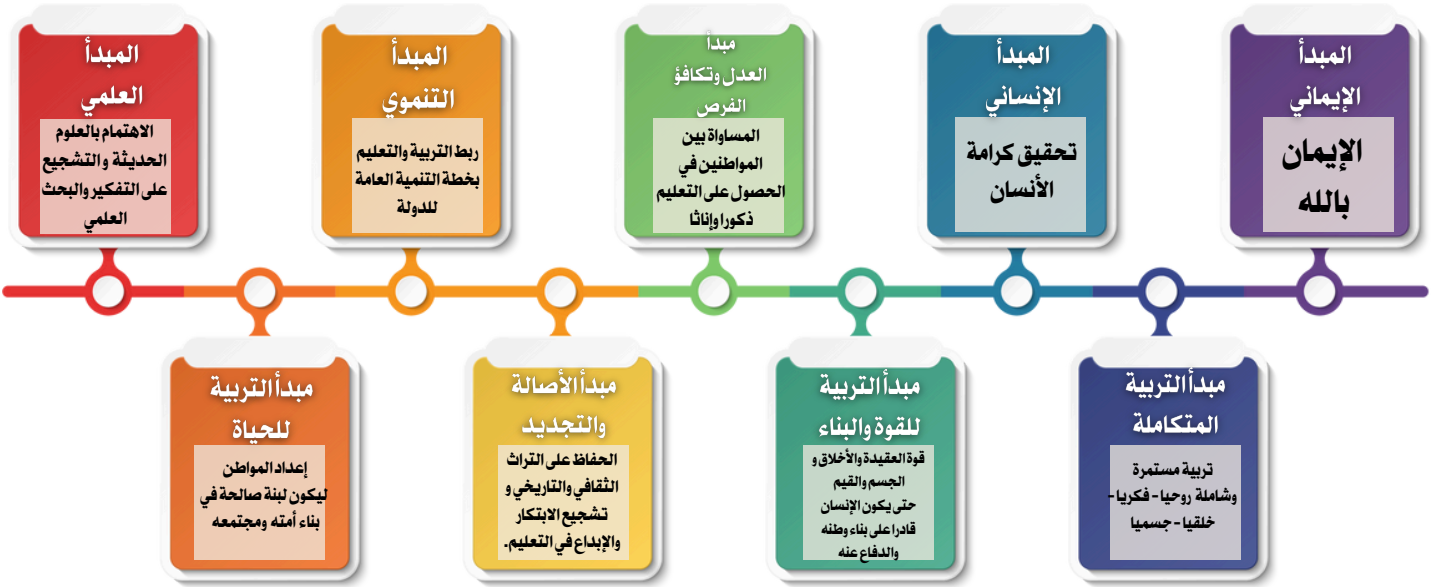 المبدأ
الإيماني
الإيمان
بالله
المبدأ
الإنساني
تحقيق كرامة
الأنسان
مبدأ
العدل وتكافؤ
الفرص
المساواة بين
المواطنين في
الحصول على التعليم
ذكورا وإناثا
المبدأ
التنموي
ربط التربية والتعليم
بخطة التنمية العامة
للدولة
المبدأ
العلمي
الاهتمام بالعلوم
الحديثة والتشجيع
على التفكير والبحث
العلمي
مبدأ التربية
المتكاملة
تربية مستمرة
وشاملة روحيا - فكريا -
خلقيا - جسميا
مبدأ التربية
للقوة والبناء
قوة العقيدة والأخلاق و
الجسم والقيم
حتى يكون الإنسان
قادرا على بناء وطنه
والدفاع عنه
مبدأ الأصالة
والتجديد
الحفاظ على التراث
الثقافي والتاريخي و
تشجيع الابتكار
والإبداع في التعليم.
مبدأ التربية
للحياة
إعداد المواطن
ليكون لبنة صالحة في
بناء أمته ومجتمعه